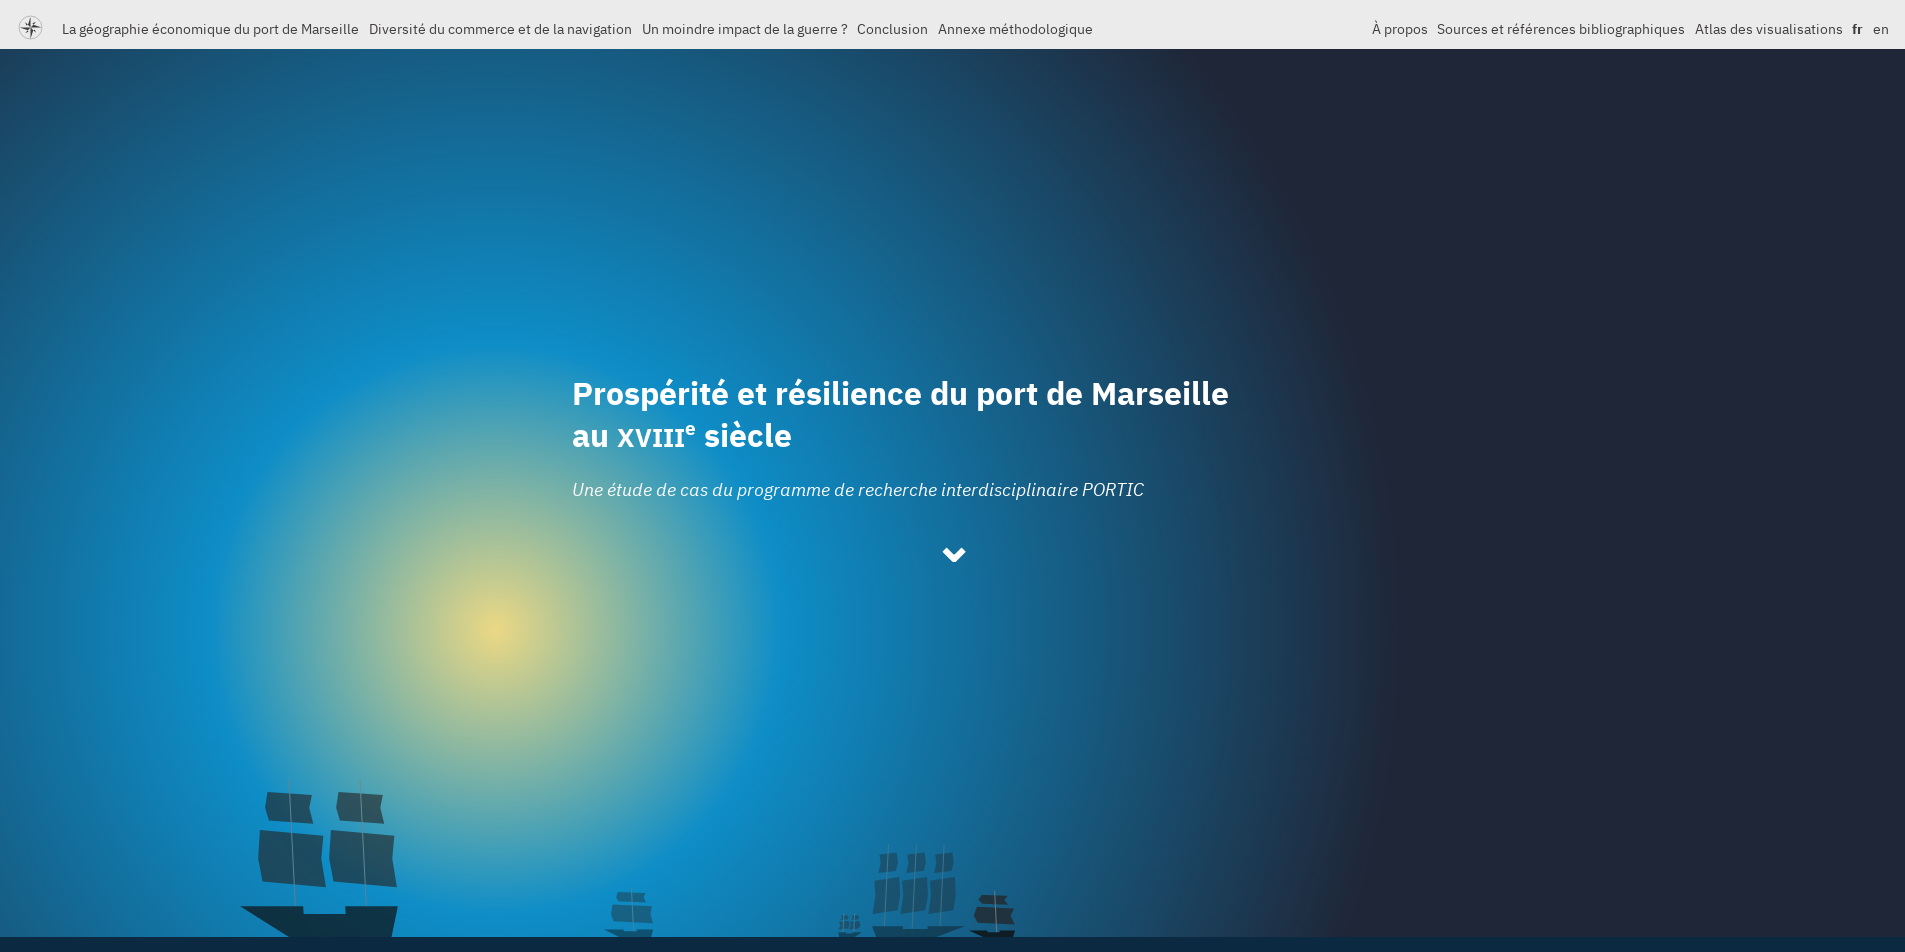 La géographie économique du port de Marseille Diversité du commerce et de la navigation Un moindre impact de la guerre ? Conclusion Annexe méthodologique À propos Sources et références bibliographiques Atlas des visualisations fr en
Prospérité et résilience du port de Marseille
au XVIIIe siècle
Une étude de cas du programme de recherche interdisciplinaire PORTIC